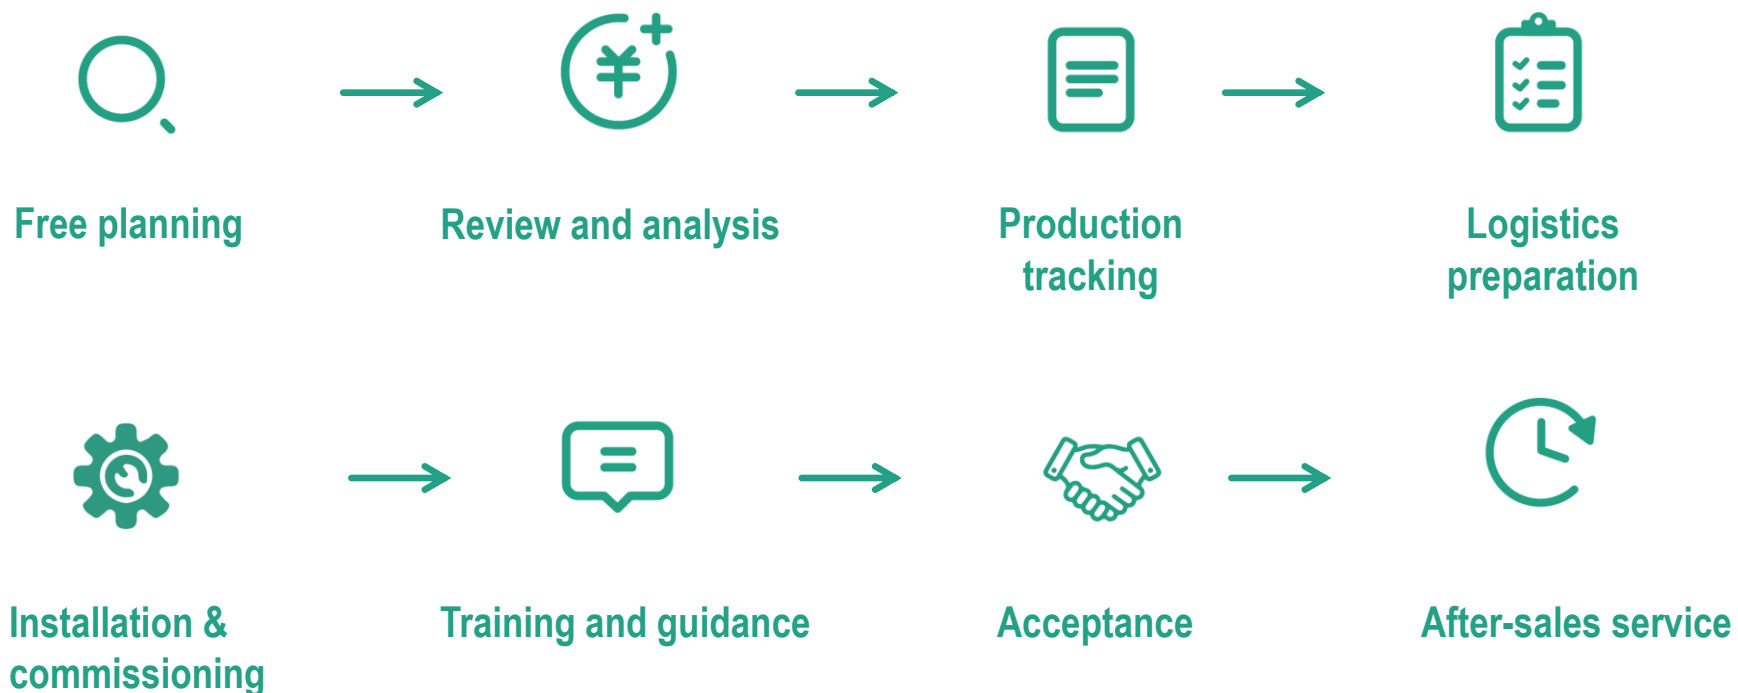 ¥
Free planning
Review and analysis
Production
tracking
Logistics
preparation
Installation &
commissioning
Training and guidance
Acceptance
After-sales service